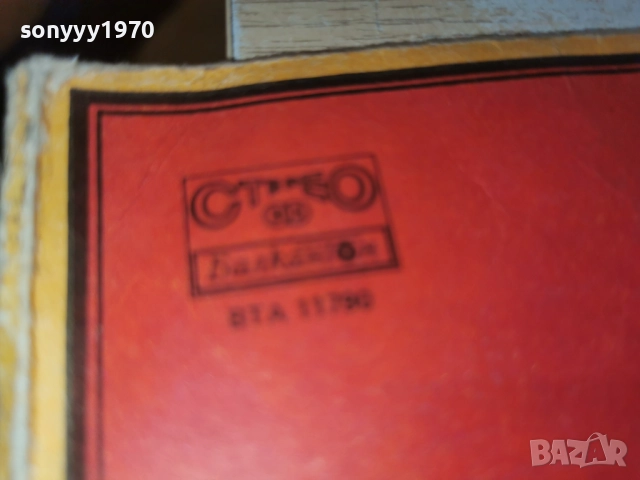 sonyyy1970
СТЕРЕО
Балкантон
ВТА 11790
BAZAR